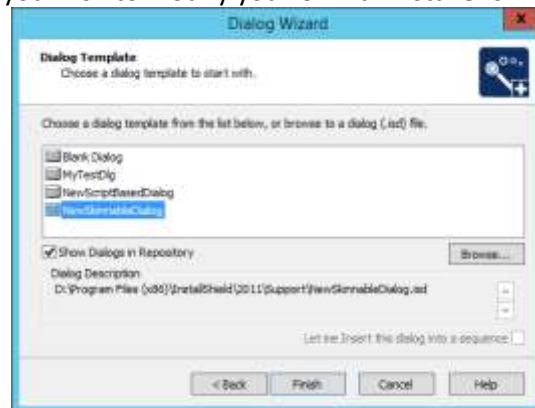 Dialog Wizard
x
Dialog Template
Choose a dialog template to start with.
Choose a dialog template from the list below, or browse to a dialog (.isd) file.
Blank Dialog
MyTestDlg
NewScriptBasedDialog
NewSkinnableDialog
Show Dialogs in Repository
Browse...
Dialog Description
D:\Program Files (x86)\InstallShield\2011\Support\NewSkinnableDialog.isd
Let me Insert this dialog into a sequence
< Back
Finish
Cancel
Help